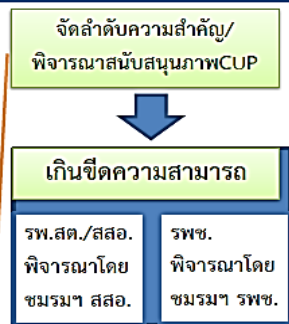 จัดลำดับความสำคัญ/
พิจารณาสนับสนุนภาพCUP
เกินขีดความสามารถ
รพ.สต./สสอ.
พิจารณาโดย
ชมรมฯ สสอ.
รพช.
พิจารณาโดย
ชมรมฯ รพช.